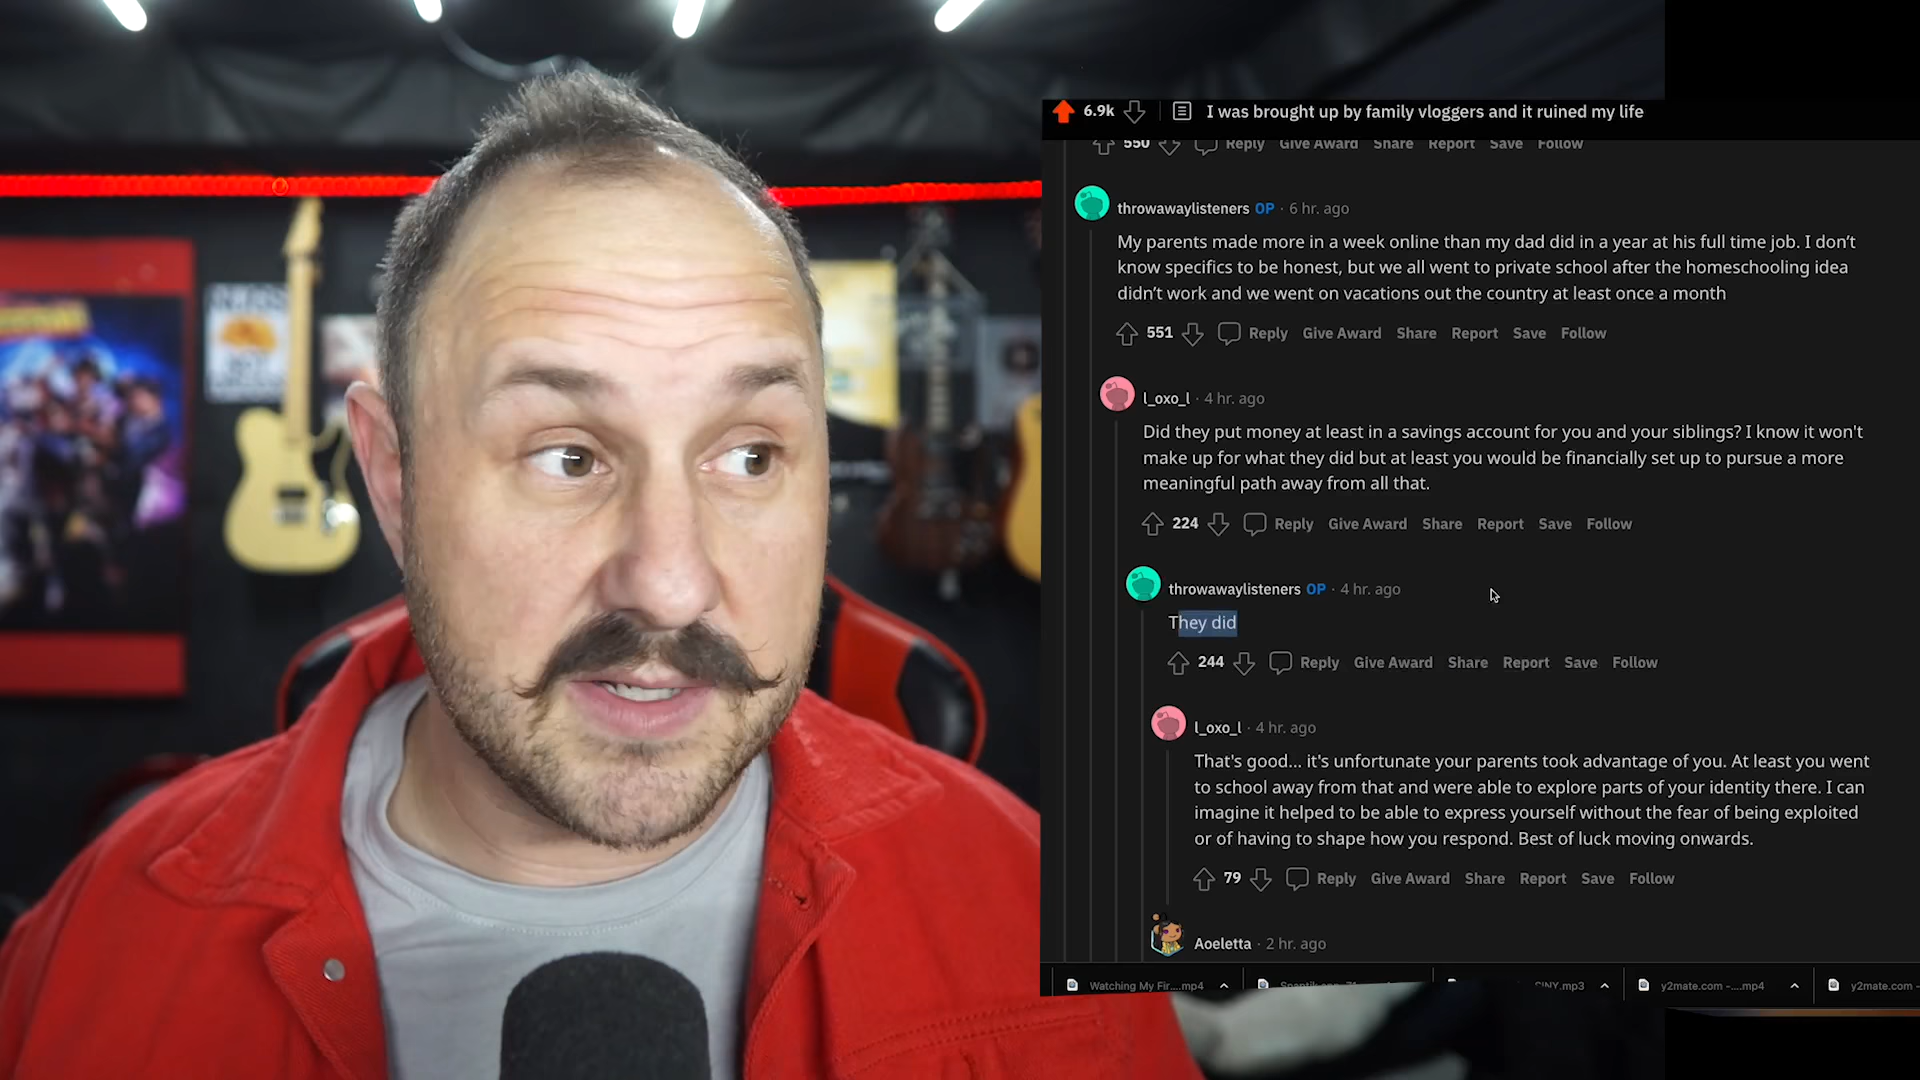 6.9k I was brought up by family vloggers and it ruined my life
550 Reply Give Award Share Report Save Follow
throwawaylisteners OP · 6 hr. ago
My parents made more in a week online than my dad did in a year at his full time job. I don’t
know specifics to be honest, but we all went to private school after the homeschooling idea
didn’t work and we went on vacations out the country at least once a month
551 Reply Give Award Share Report Save Follow
l_oxo_l · 4 hr. ago
Did they put money at least in a savings account for you and your siblings? I know it won't
make up for what they did but at least you would be financially set up to pursue a more
meaningful path away from all that.
224 Reply Give Award Share Report Save Follow
throwawaylisteners OP · 4 hr. ago
They did
244 Reply Give Award Share Report Save Follow
l_oxo_l · 4 hr. ago
That's good... it's unfortunate your parents took advantage of you. At least you went
to school away from that and were able to explore parts of your identity there. I can
imagine it helped to be able to express yourself without the fear of being exploited
or of having to shape how you respond. Best of luck moving onwards.
79 Reply Give Award Share Report Save Follow
Aoeletta · 2 hr. ago
Watching My Fir....mp4 y2mate.com -....mp4 y2mate.com -